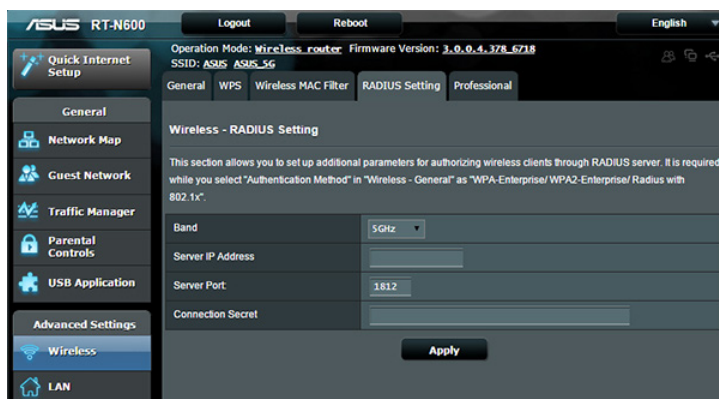 ASUS RT-N600
Logout
Reboot
English
Quick Internet
Setup
Operation Mode: Wireless router Firmware Version: 3.0.0.4.378_6718
SSID: ASUS ASUS_5G
General
WPS
Wireless MAC Filter
RADIUS Setting
Professional
General
Network Map
Guest Network
Traffic Manager
Parental
Controls
USB Application
Advanced Settings
Wireless
LAN
Wireless - RADIUS Setting
This section allows you to set up additional parameters for authorizing wireless clients through RADIUS server. It is required
while you select "Authentication Method" in "Wireless - General" as "WPA-Enterprise/ WPA2-Enterprise/ Radius with
802.1x".
Band
5GHz
Server IP Address
Server Port:
1812
Connection Secret
Apply